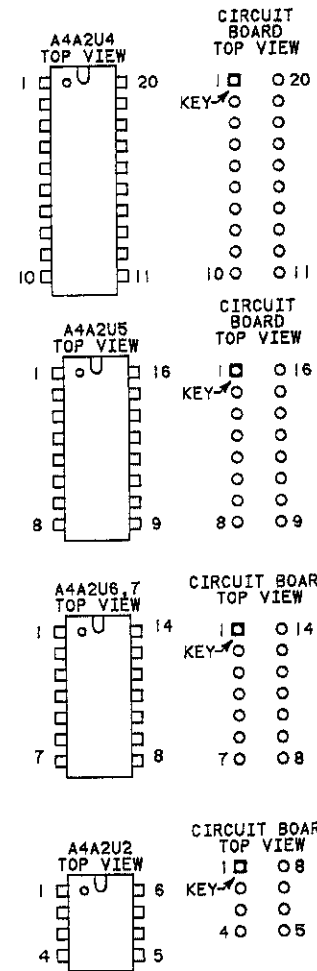 A4A2U4
TOP VIEW
1 20
10 11
CIRCUIT
BOARD
TOP VIEW
1 20
KEY
10 11
A4A2U5
TOP VIEW
1 16
8 9
CIRCUIT
BOARD
TOP VIEW
1 16
KEY
8 9
A4A2U6,7
TOP VIEW
1 14
7 8
CIRCUIT BOAR
TOP VIEW
1 14
KEY
7 8
A4A2U2
TOP VIEW
1 6
4 5
CIRCUIT BOAR
TOP VIEW
1 8
KEY
4 5